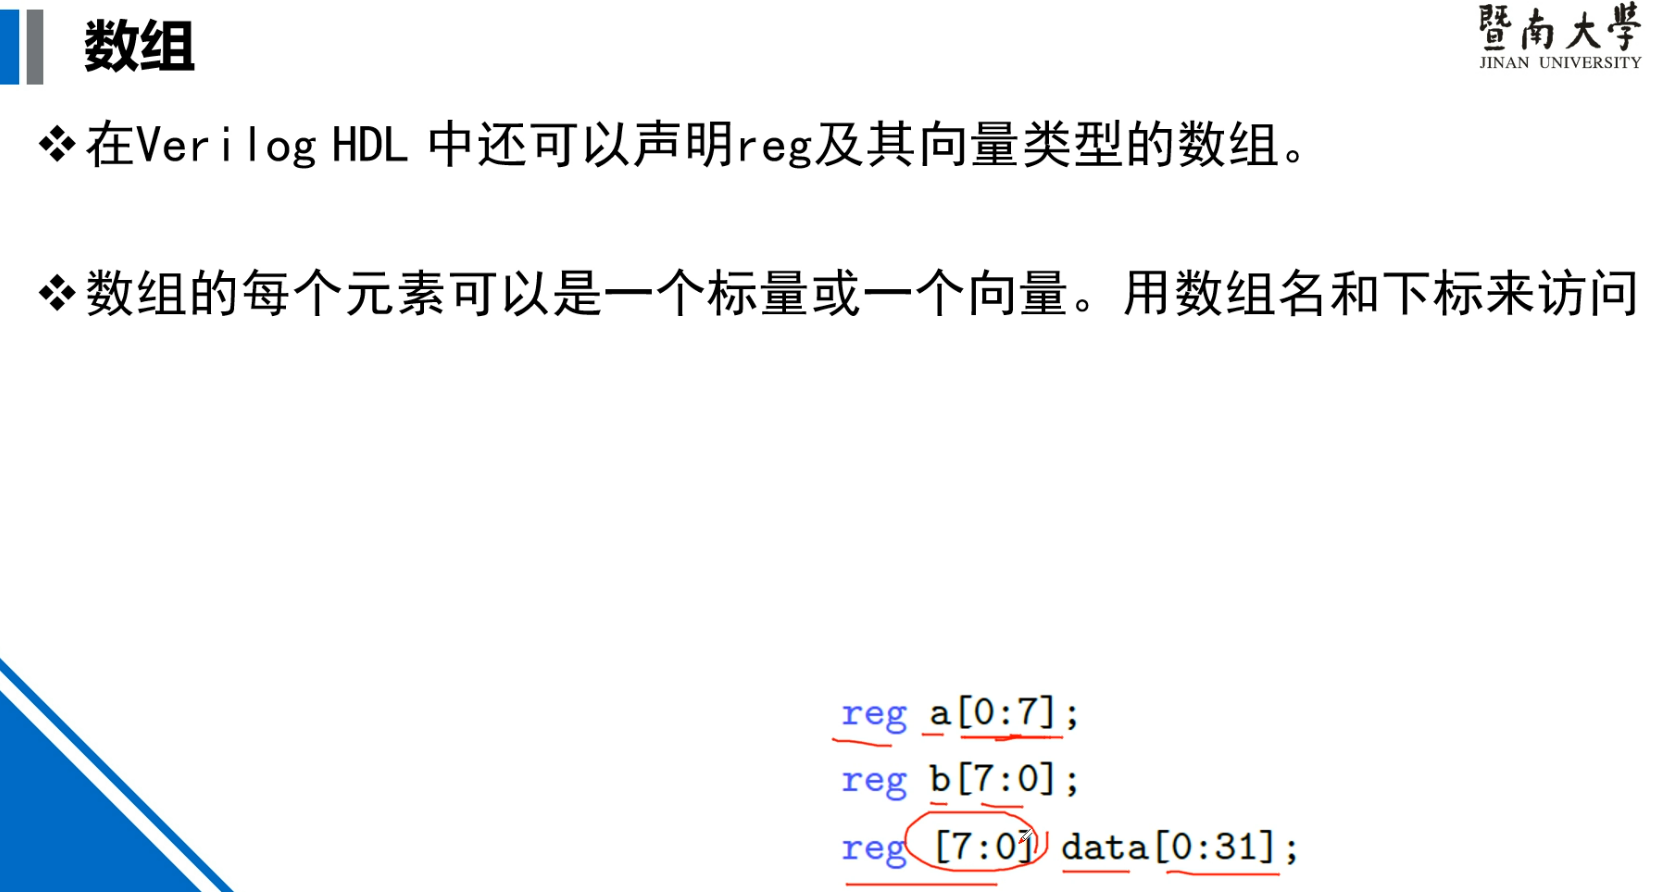 数组
暨南大学
JINAN UNIVERSITY
在Verilog HDL 中还可以声明reg及其向量类型的数组。
数组的每个元素可以是一个标量或一个向量。用数组名和下标来访问
reg a[0:7];
reg b[7:0];
reg [7:0] data[0:31];